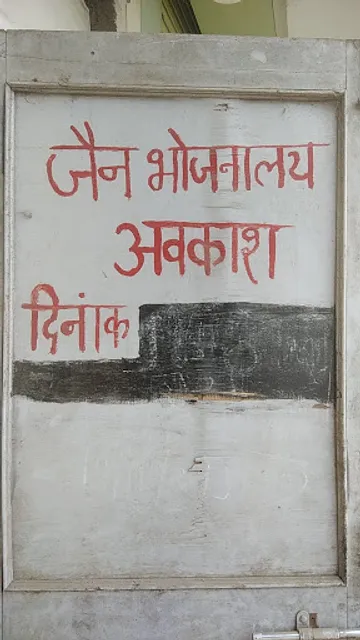 जैन भोजनालय
अवकाश
दिनांक